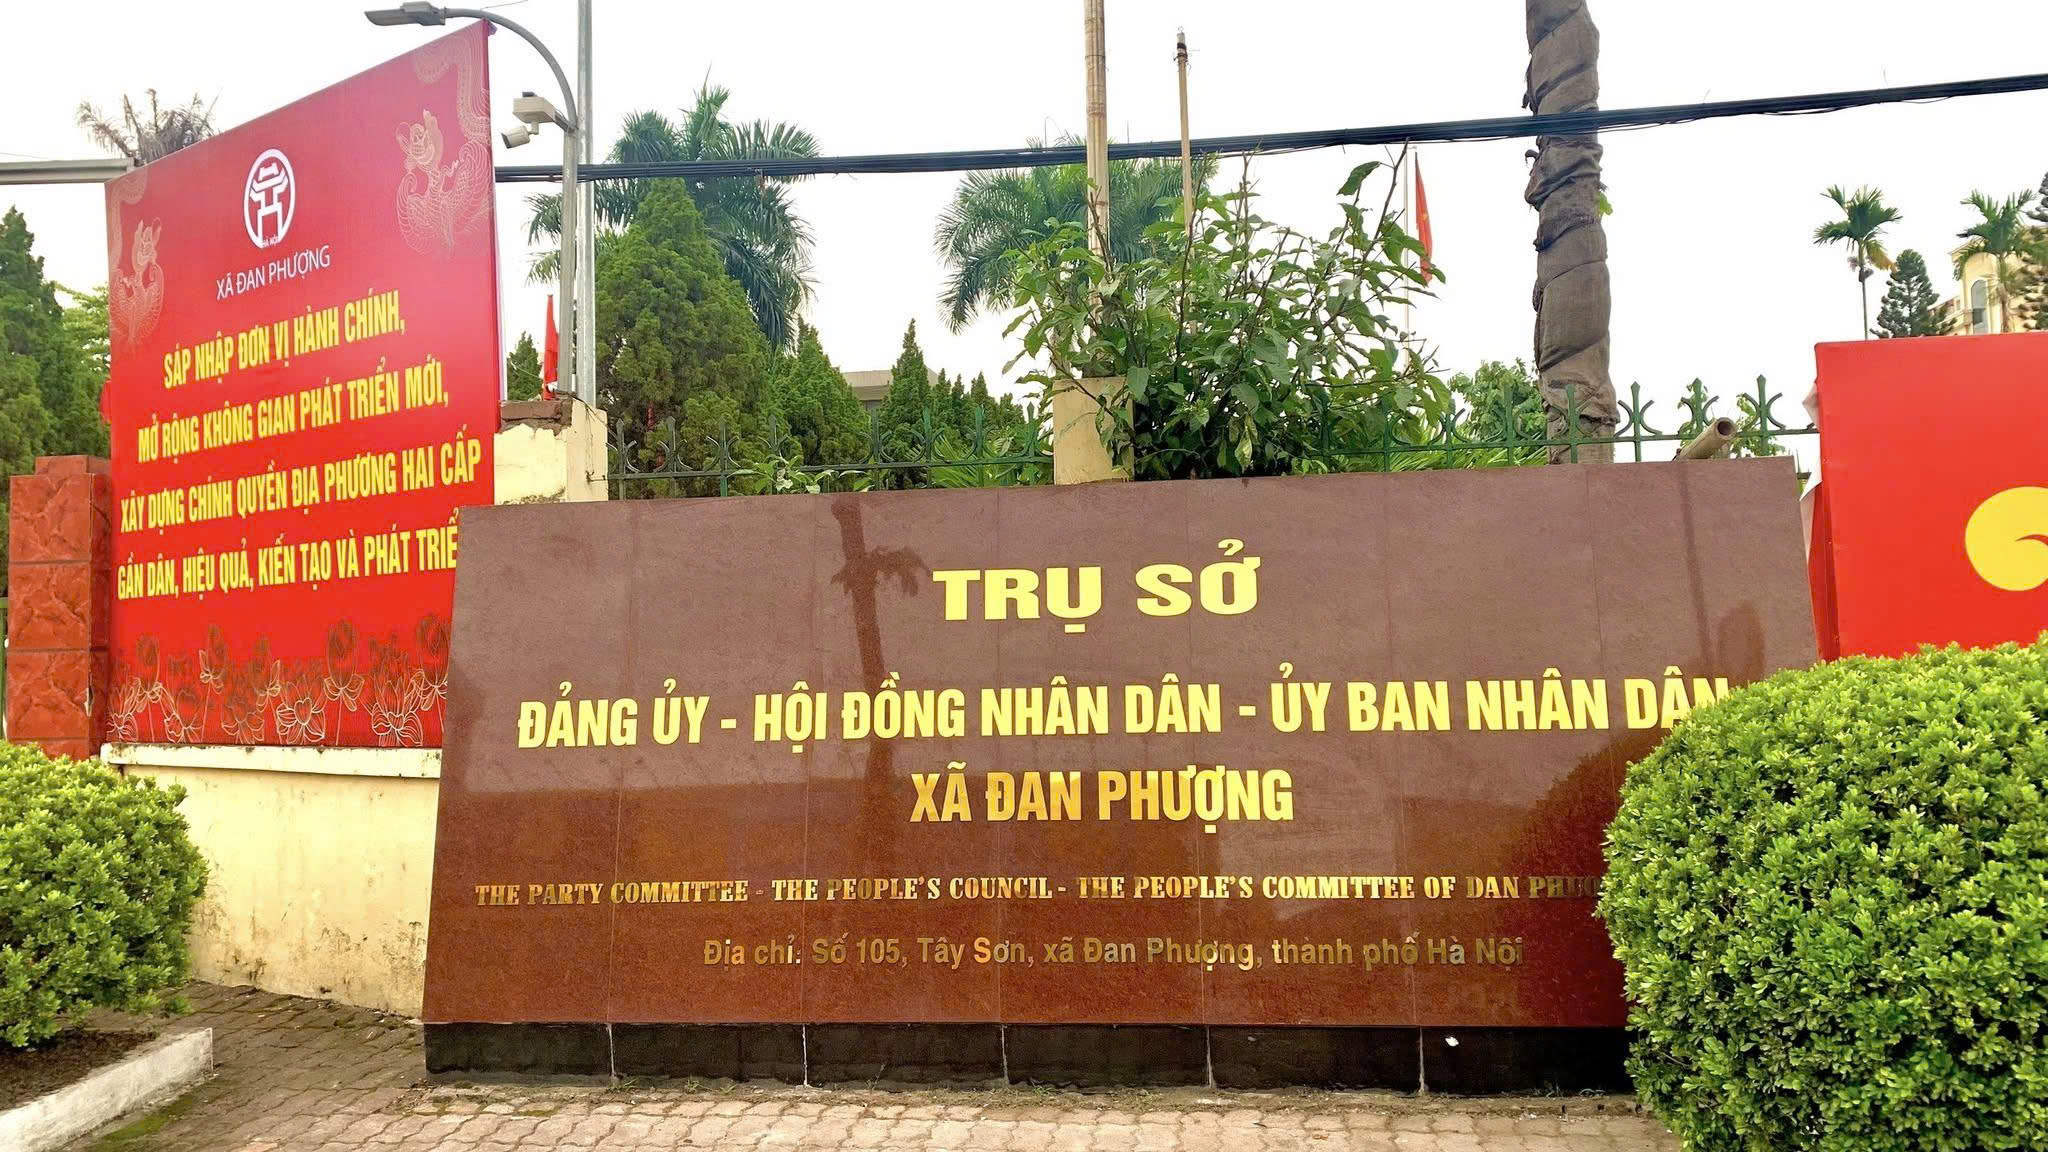 HÀ NỘI
XÃ ĐAN PHƯỢNG
SÁP NHẬP ĐƠN VỊ HÀNH CHÍNH,
MỞ RỘNG KHÔNG GIAN PHÁT TRIỂN MỚI,
XÂY DỰNG CHÍNH QUYỀN ĐỊA PHƯƠNG HAI CẤP
GẦN DÂN, HIỆU QUẢ, KIẾN TẠO VÀ PHÁT TRIỂ
TRỤ SỞ
ĐẢNG ỦY - HỘI ĐỒNG NHÂN DÂN - ỦY BAN NHÂN DÂN
XÃ ĐAN PHƯỢNG
THE PARTY COMMITTEE - THE PEOPLE'S COUNCIL - THE PEOPLE'S COMMITTEE OF DAN PHUO
Địa chỉ: Số 105, Tây Sơn, xã Đan Phượng, thành phố Hà Nội